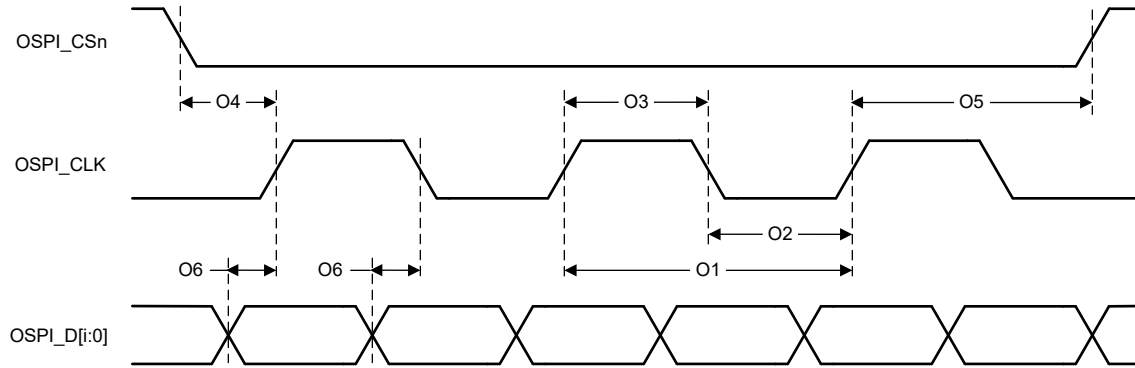 OSPI_CSn
O4
O3
O5
OSPI_CLK
O2
O6
O6
O1
OSPI_D[i:0]